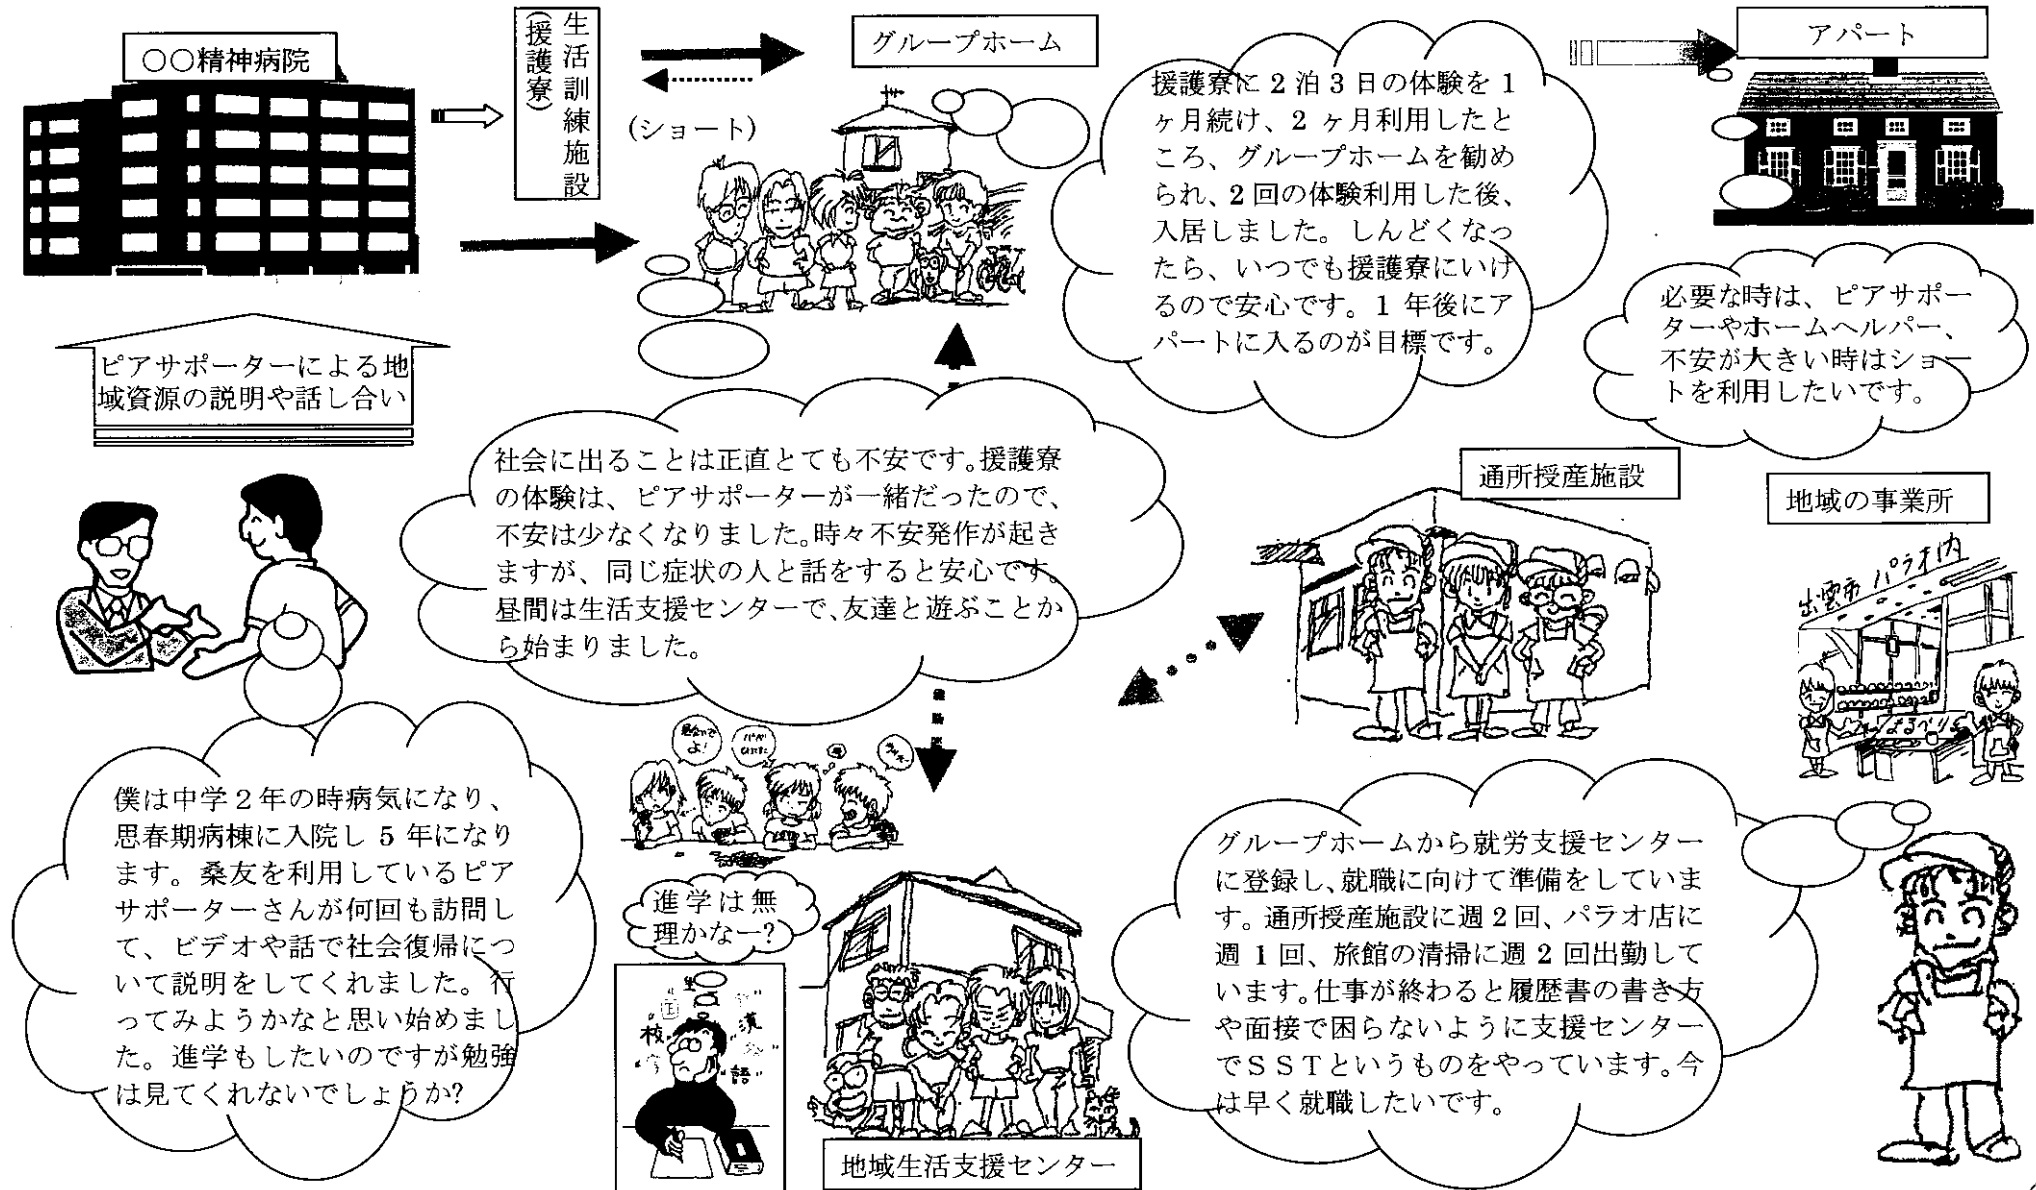 ○○精神病院
生活訓練施設
(援護寮)
グループホーム
(ショート)
アパート
援護寮に 2 泊 3 日の体験を 1
ヶ月続け、2 ヶ月利用したと
ころ、グループホームを勧め
られ、2 回の体験利用した後、
入居しました。しんどくなっ
たら、いつでも援護寮にいけ
るので安心です。1 年後にア
パートに入るのが目標です。
必要な時は、ピアサポー
ターやホームヘルパー、
不安が大きい時はショー
トを利用したいです。
ピアサポーターによる地
域資源の説明や話し合い
社会に出ることは正直とても不安です。援護寮
の体験は、ピアサポーターが一緒だったので、
不安は少なくなりました。時々不安発作が起き
ますが、同じ症状の人と話をすると安心です。
昼間は生活支援センターで、友達と遊ぶことか
ら始まりました。
通所授産施設
地域の事業所
出雲市 パラオ内
はるべり
僕は中学２年の時病気になり、
思春期病棟に入院し 5 年になり
ます。桑友を利用しているピア
サポーターさんが何回も訪問し
て、ビデオや話で社会復帰につ
いて説明をしてくれました。行
ってみようかなと思い始めまし
た。進学もしたいのですが勉強
は見てくれないでしょうか?
よ!
進学は無
理かなー?
枝
漢
語
地域生活支援センター
グループホームから就労支援センター
に登録し、就職に向けて準備をしていま
す。通所授産施設に週 2 回、パラオ店に
週 1 回、旅館の清掃に週 2 回出勤して
います。仕事が終わると履歴書の書き方
や面接で困らないように支援センター
でＳＳＴというものをやっています。今
は早く就職したいです。